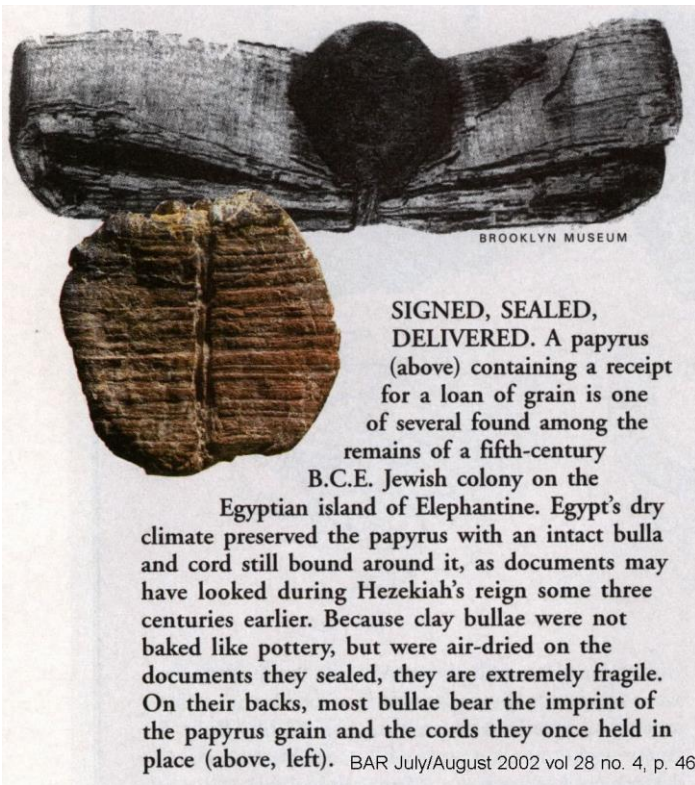 BROOKLYN MUSEUM
SIGNED, SEALED,
DELIVERED. A papyrus
(above) containing a receipt
for a loan of grain is one
of several found among the
remains of a fifth-century
B.C.E. Jewish colony on the
Egyptian island of Elephantine. Egypt’s dry
climate preserved the papyrus with an intact bulla
and cord still bound around it, as documents may
have looked during Hezekiah’s reign some three
centuries earlier. Because clay bullae were not
baked like pottery, but were air-dried on the
documents they sealed, they are extremely fragile.
On their backs, most bullae bear the imprint of
the papyrus grain and the cords they once held in
place (above, left). BAR July/August 2002 vol 28 no. 4, p. 46